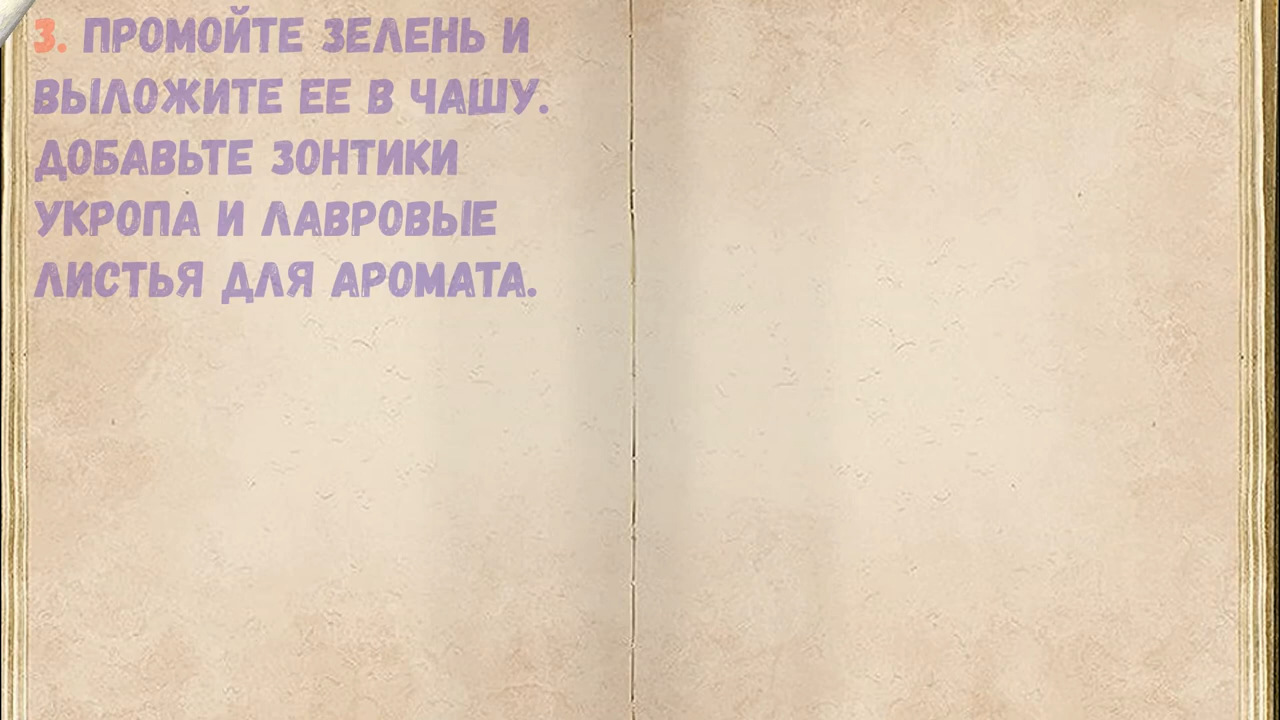 3. ПРОМОЙТЕ ЗЕЛЕНЬ И
ВЫЛОЖИТЕ ЕЕ В ЧАШУ.
ДОБАВЬТЕ ЗОНТИКИ
УКРОПА И ЛАВРОВЫЕ
ЛИСТЬЯ ДЛЯ АРОМАТА.